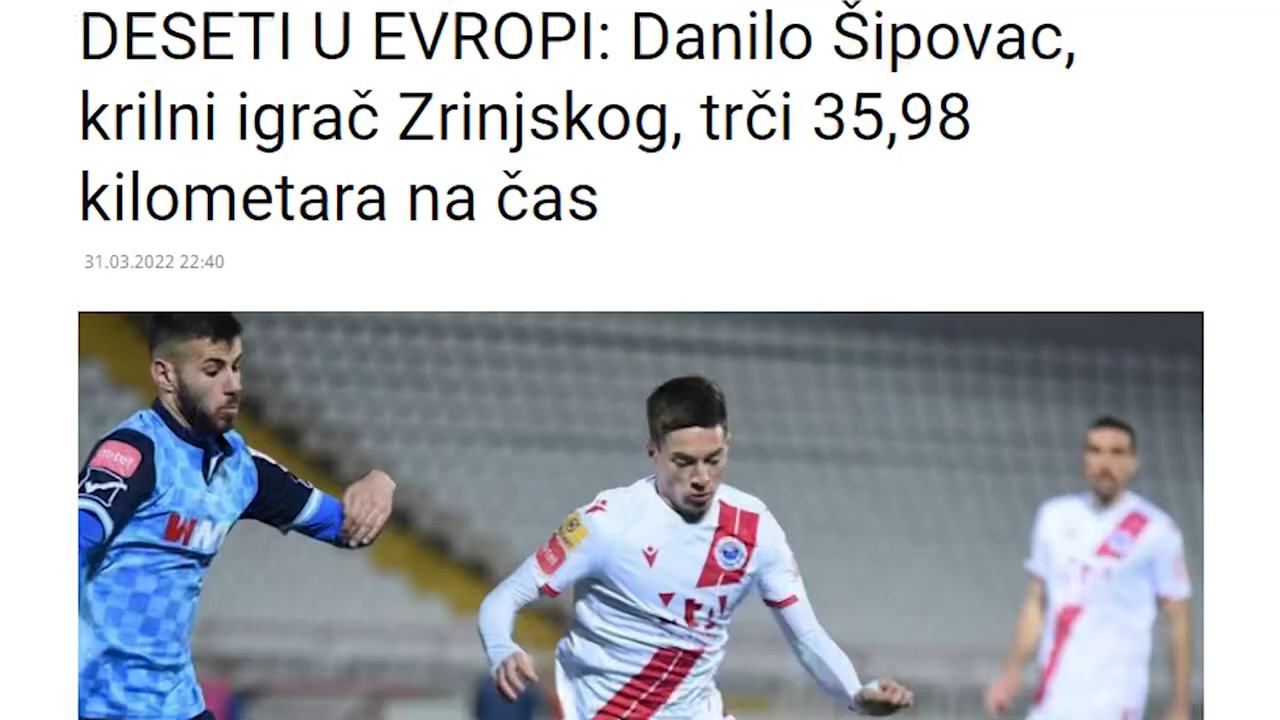 DESETI U EVROPI: Danilo Šipovac,
krilni igrač Zrinjskog, trči 35,98
kilometara na čas
31.03.2022 22:40